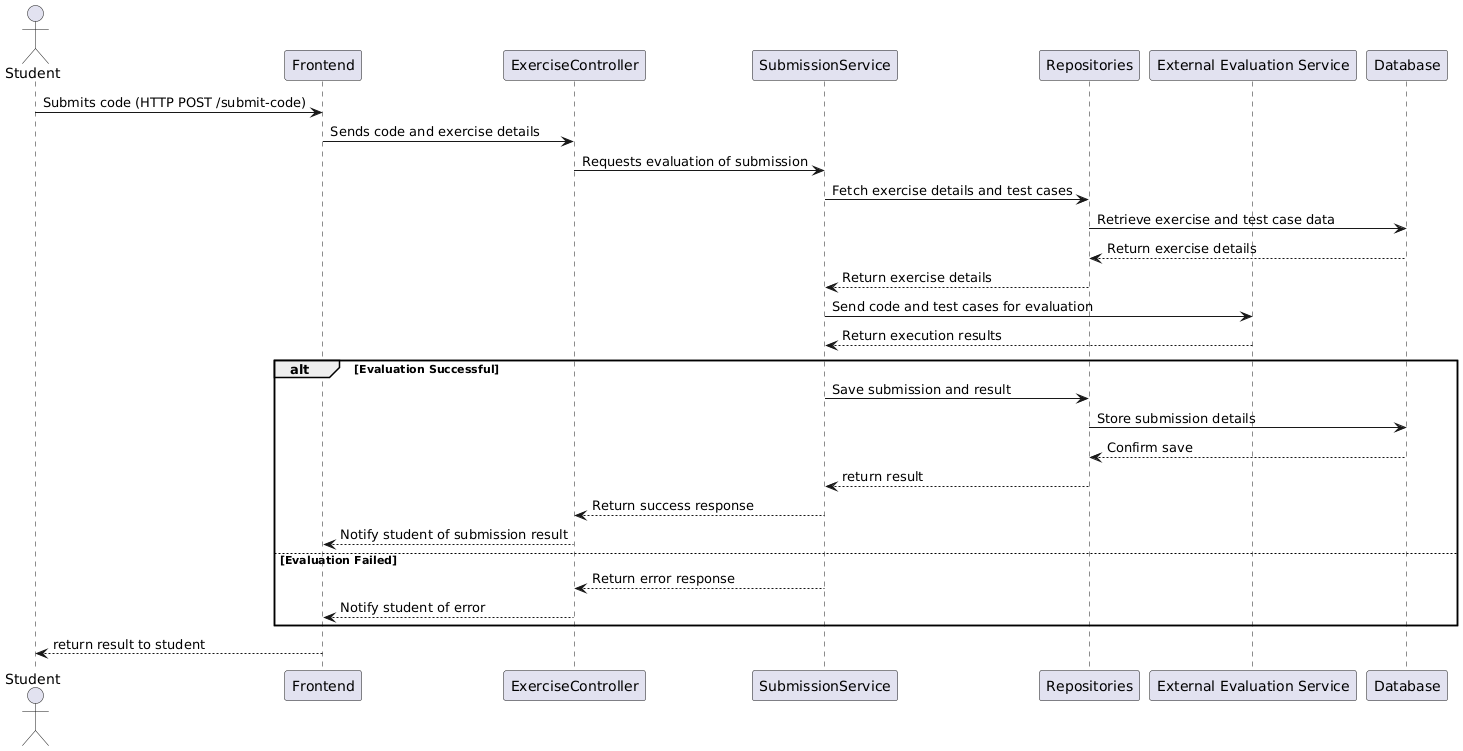 Student
Frontend
ExerciseController
SubmissionService
Repositories
External Evaluation Service
Database
Submits code (HTTP POST /submit-code)
Sends code and exercise details
Requests evaluation of submission
Fetch exercise details and test cases
Retrieve exercise and test case data
Return exercise details
Return exercise details
Send code and test cases for evaluation
Return execution results
alt
[Evaluation Successful]
Save submission and result
Store submission details
Confirm save
return result
Return success response
Notify student of submission result
[Evaluation Failed]
Return error response
Notify student of error
return result to student
Student
Frontend
ExerciseController
SubmissionService
Repositories
External Evaluation Service
Database